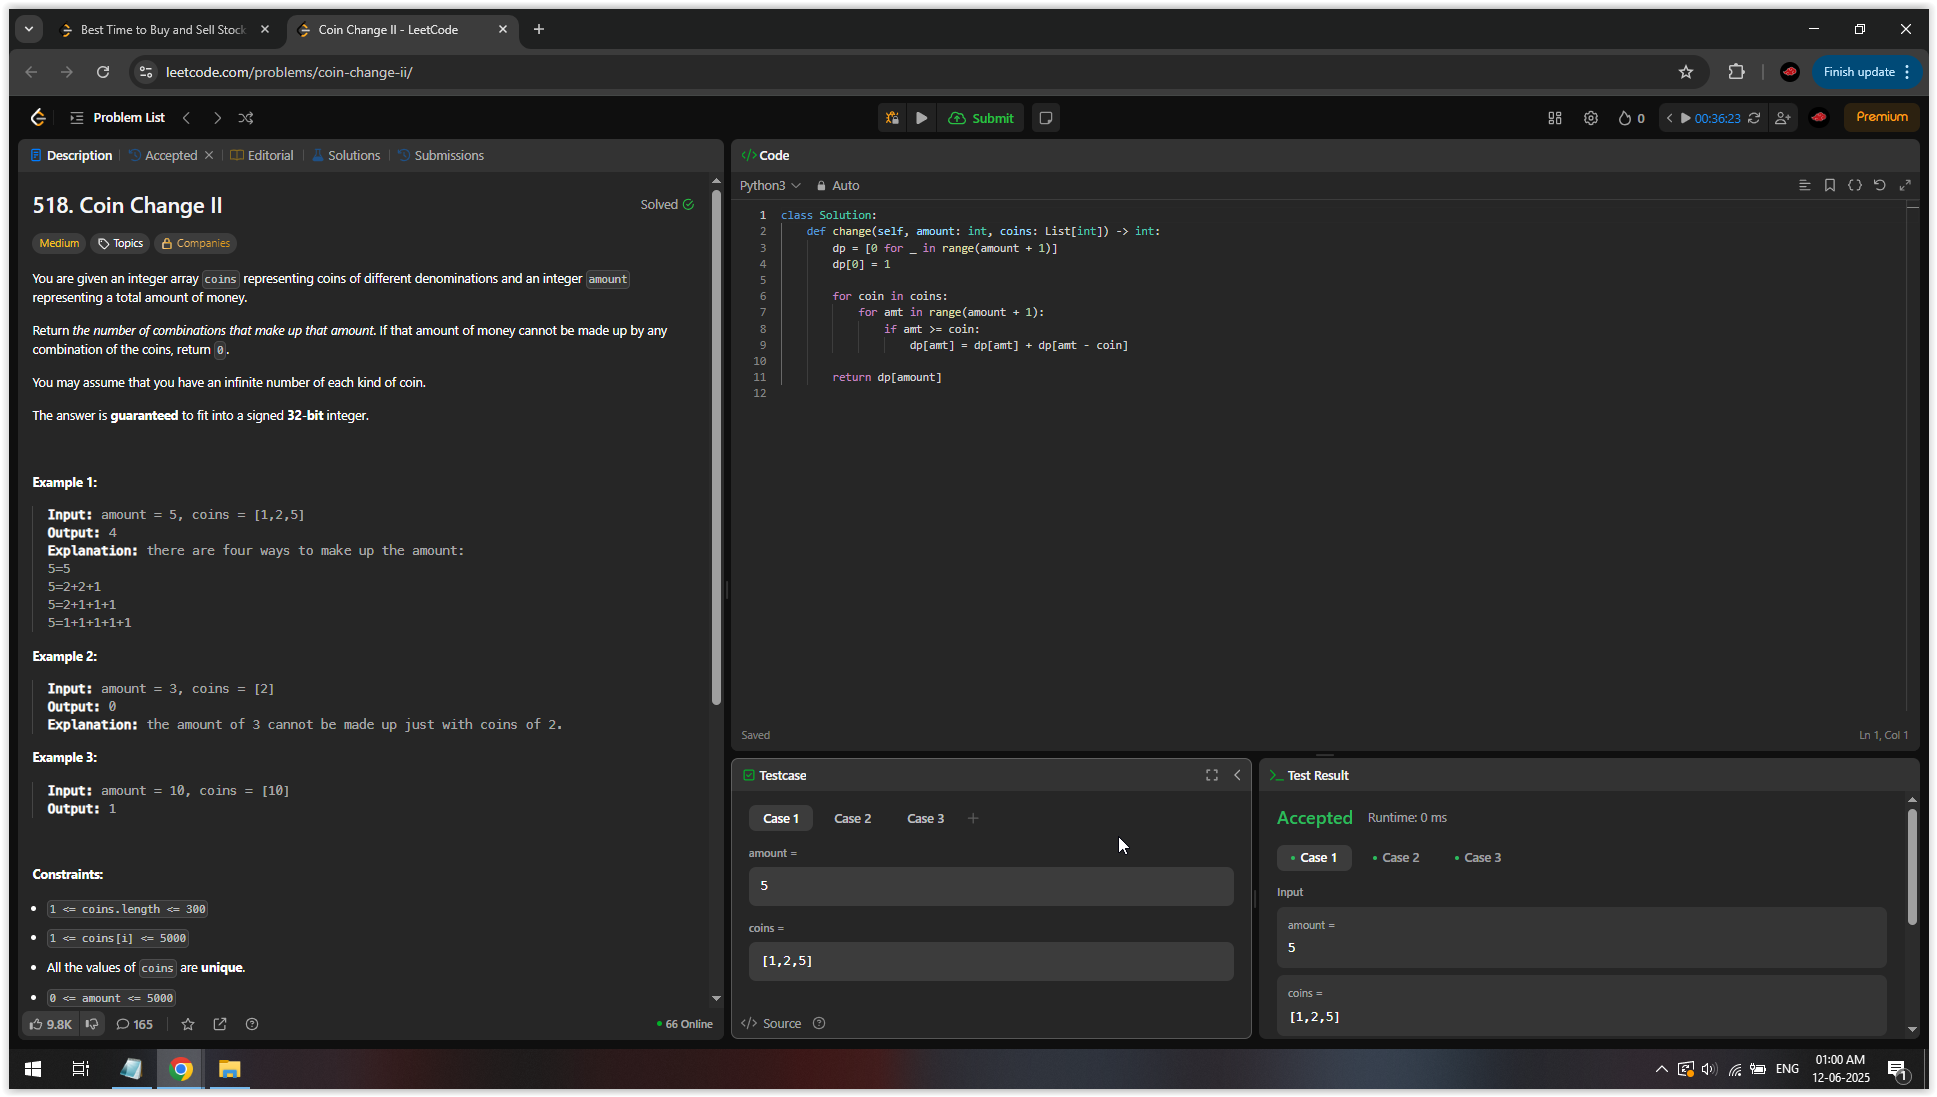 Best Time to Buy and Sell Stock
Coin Change II - LeetCode
leetcode.com/problems/coin-change-ii/
Finish update
Problem List
Submit
0
00:36:23
Premium
Description
Accepted
Editorial
Solutions
Submissions
518. Coin Change II
Solved
Medium
Topics
Companies
You are given an integer array coins representing coins of different denominations and an integer amount
representing a total amount of money.
Return the number of combinations that make up that amount. If that amount of money cannot be made up by any
combination of the coins, return 0.
You may assume that you have an infinite number of each kind of coin.
The answer is guaranteed to fit into a signed 32-bit integer.
Example 1:
Input: amount = 5, coins = [1,2,5]
Output: 4
Explanation: there are four ways to make up the amount:
5=5
5=2+2+1
5=2+1+1+1
5=1+1+1+1+1
Example 2:
Input: amount = 3, coins = [2]
Output: 0
Explanation: the amount of 3 cannot be made up just with coins of 2.
Example 3:
Input: amount = 10, coins = [10]
Output: 1
Constraints:
1 <= coins.length <= 300
1 <= coins[i] <= 5000
All the values of coins are unique.
0 <= amount <= 5000
9.8K
165
66 Online
</> Code
Python3
Auto
1 class Solution:
2 def change(self, amount: int, coins: List[int]) -> int:
3 dp = [0 for _ in range(amount + 1)]
4 dp[0] = 1
5
6 for coin in coins:
7 for amt in range(amount + 1):
8 if amt >= coin:
9 dp[amt] = dp[amt] + dp[amt - coin]
10
11 return dp[amount]
12
Saved
Ln 1, Col 1
Testcase
Case 1
Case 2
Case 3
amount =
5
coins =
[1,2,5]
</> Source
>_ Test Result
Accepted
Runtime: 0 ms
Case 1
Case 2
Case 3
Input
amount =
5
coins =
[1,2,5]
ENG
01:00 AM
12-06-2025
1